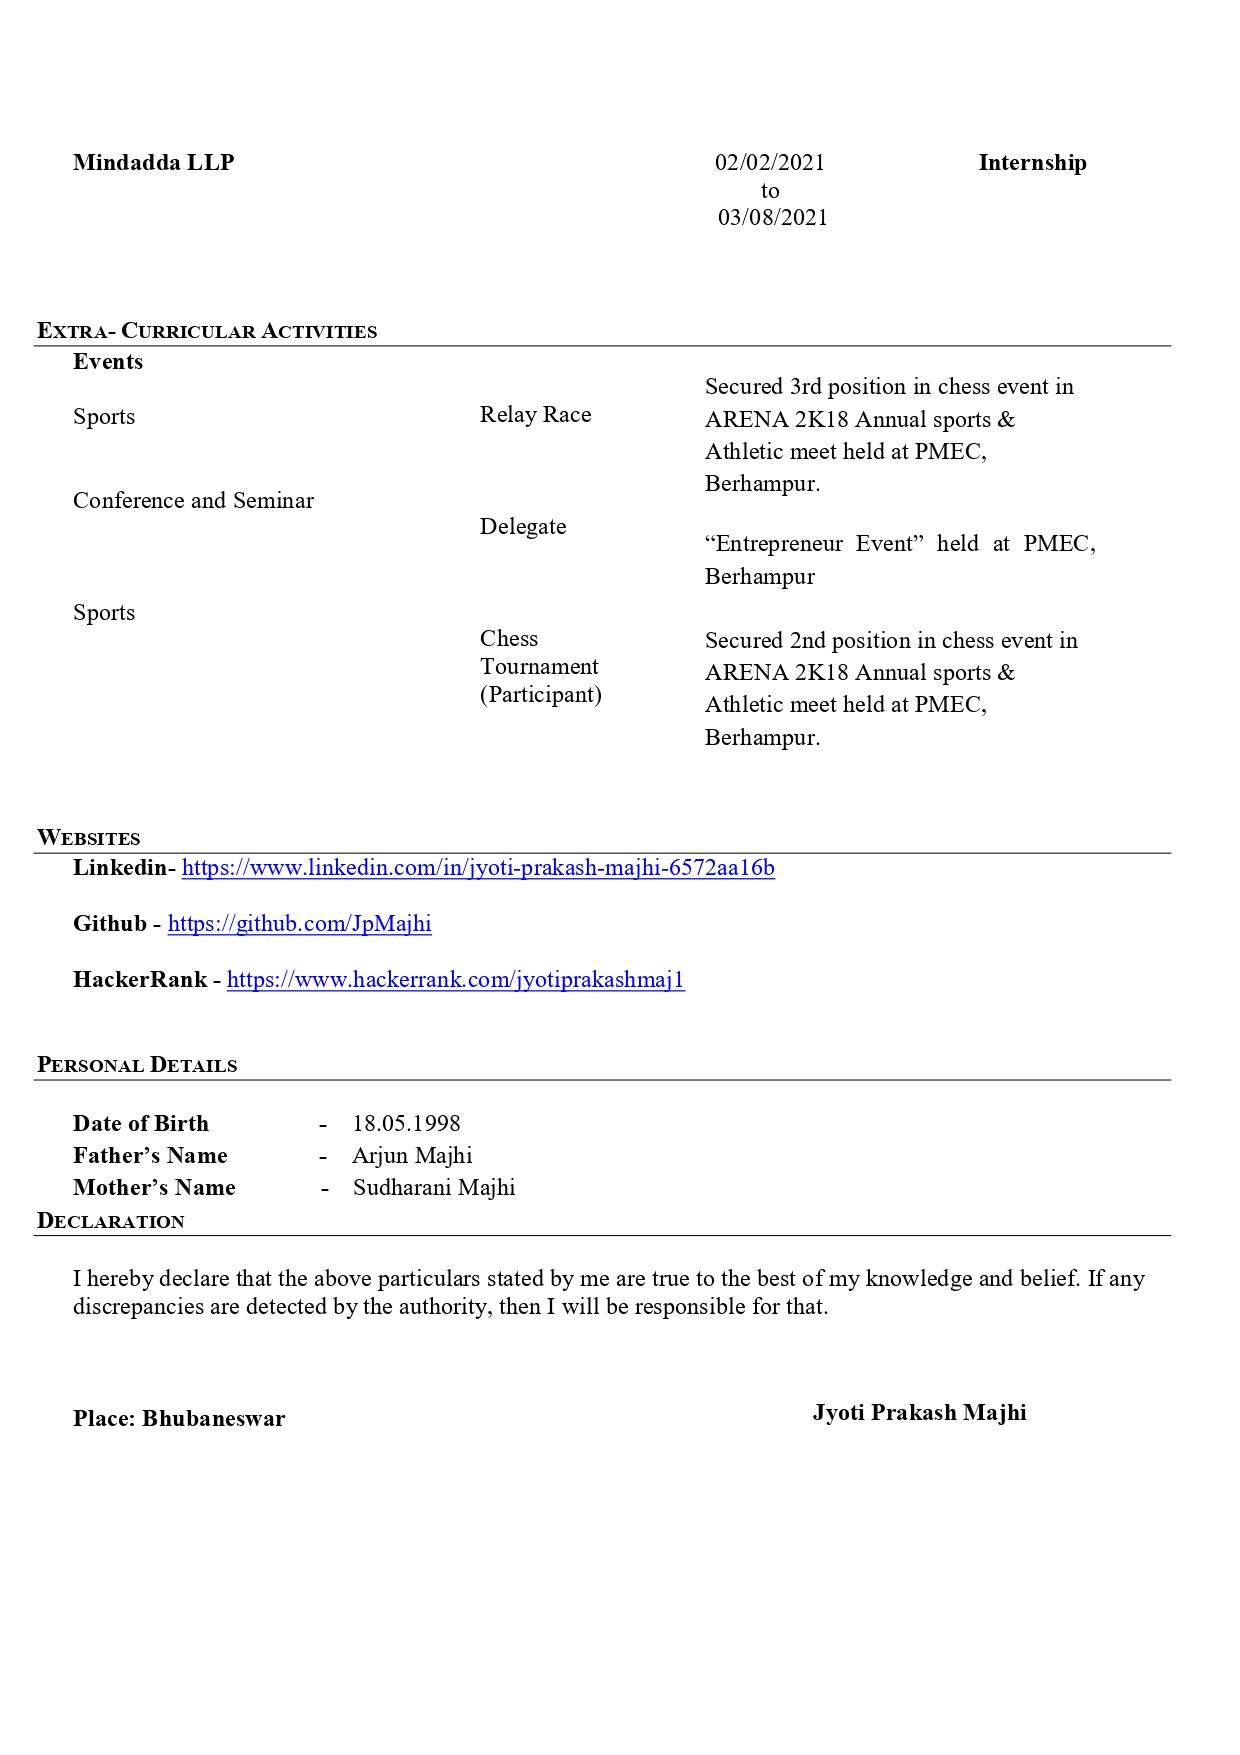 Mindadda LLP 02/02/2021 Internship
to
03/08/2021
EXTRA- CURRICULAR ACTIVITIES
Events
Sports Relay Race Secured 3rd position in chess event in
ARENA 2K18 Annual sports &
Athletic meet held at PMEC,
Berhampur.
Conference and Seminar
Delegate “Entrepreneur Event” held at PMEC,
Berhampur
Sports
Chess Secured 2nd position in chess event in
Tournament ARENA 2K18 Annual sports &
(Participant) Athletic meet held at PMEC,
Berhampur.
WEBSITES
Linkedin- https://www.linkedin.com/in/jyoti-prakash-majhi-6572aa16b
Github - https://github.com/JpMajhi
HackerRank - https://www.hackerrank.com/jyotiprakashmaj1
PERSONAL DETAILS
Date of Birth - 18.05.1998
Father’s Name - Arjun Majhi
Mother’s Name - Sudharani Majhi
DECLARATION
I hereby declare that the above particulars stated by me are true to the best of my knowledge and belief. If any
discrepancies are detected by the authority, then I will be responsible for that.
Place: Bhubaneswar Jyoti Prakash Majhi